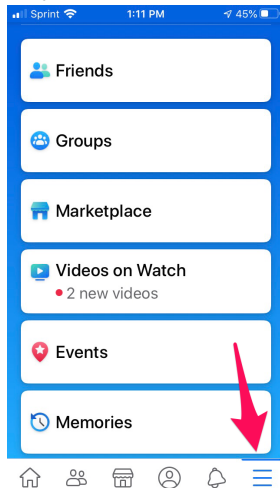 Sprint 1:11 PM 45%
Friends
Groups
Marketplace
Videos on Watch
2 new videos
Events
Memories